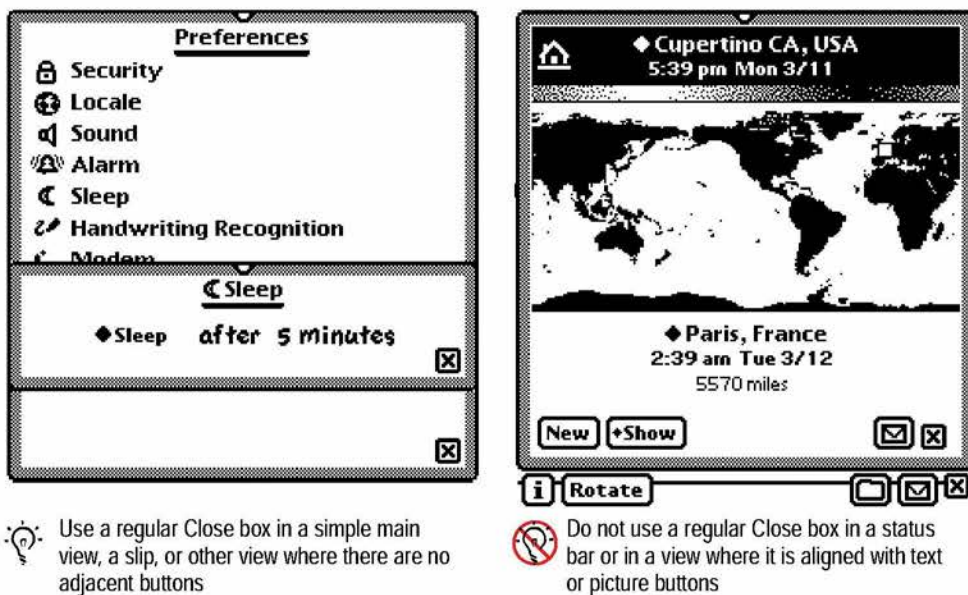 Preferences
Security
Locale
Sound
Alarm
Sleep
Handwriting Recognition
Modem
Sleep
Sleep after 5 minutes
Use a regular Close box in a simple main
view, a slip, or other view where there are no
adjacent buttons
Cupertino CA, USA
5:39 pm Mon 3/11
Paris, France
2:39 am Tue 3/12
5570 miles
New Show
i Rotate
Do not use a regular Close box in a status
bar or in a view where it is aligned with text
or picture buttons